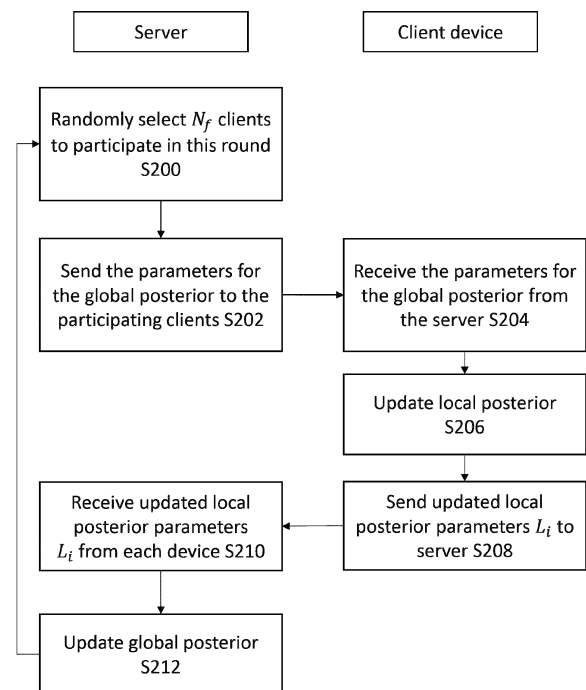 Server
Client device
Randomly select N_f clients
to participate in this round
S200
Send the parameters for
the global posterior to the
participating clients S202
Receive the parameters for
the global posterior from
the server S204
Update local posterior
S206
Send updated local
posterior parameters L_i to
server S208
Receive updated local
posterior parameters
L_i from each device S210
Update global posterior
S212